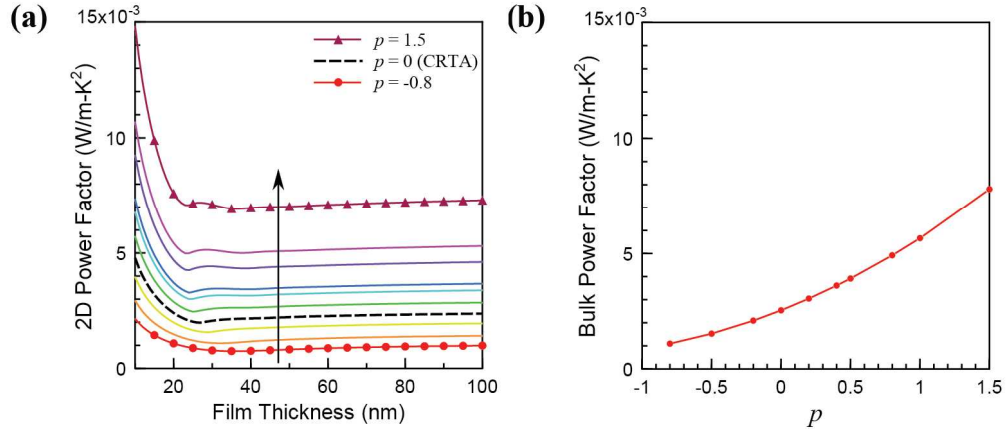 (a)
15x10-3
10
5
0
2D Power Factor (W/m-K2)
p = 1.5
p = 0 (CRTA)
p = -0.8
20
40
60
80
100
Film Thickness (nm)
(b)
15x10-3
10
5
0
Bulk Power Factor (W/m-K2)
-1
-0.5
0
0.5
1
1.5
p